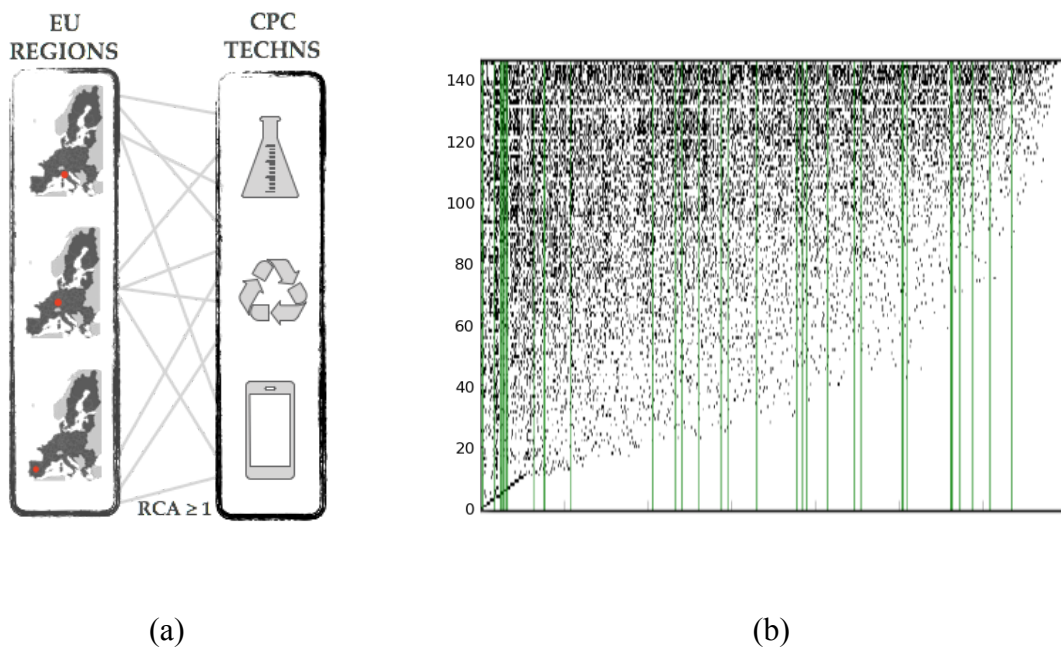 EU
REGIONS
CPC
TECHNS
RCA ≥ 1
140
120
100
80
60
40
20
0
(a)
(b)